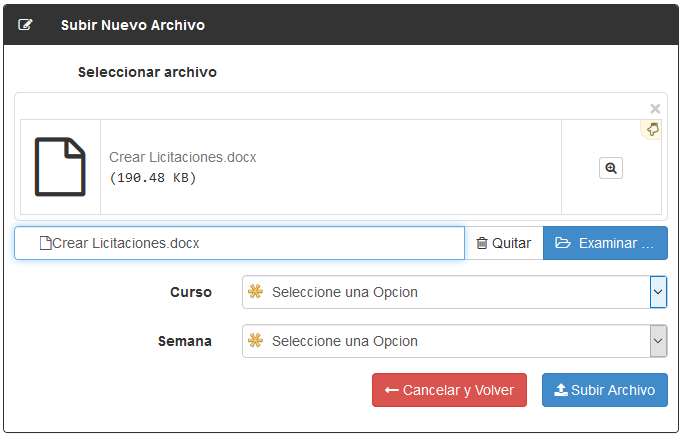 Subir Nuevo Archivo
Seleccionar archivo
×
Crear Licitaciones.docx
(190.48 KB)
Crear Licitaciones.docx Quitar Examinar ...
Curso Seleccione una Opcion
Semana Seleccione una Opcion
Cancelar y Volver Subir Archivo